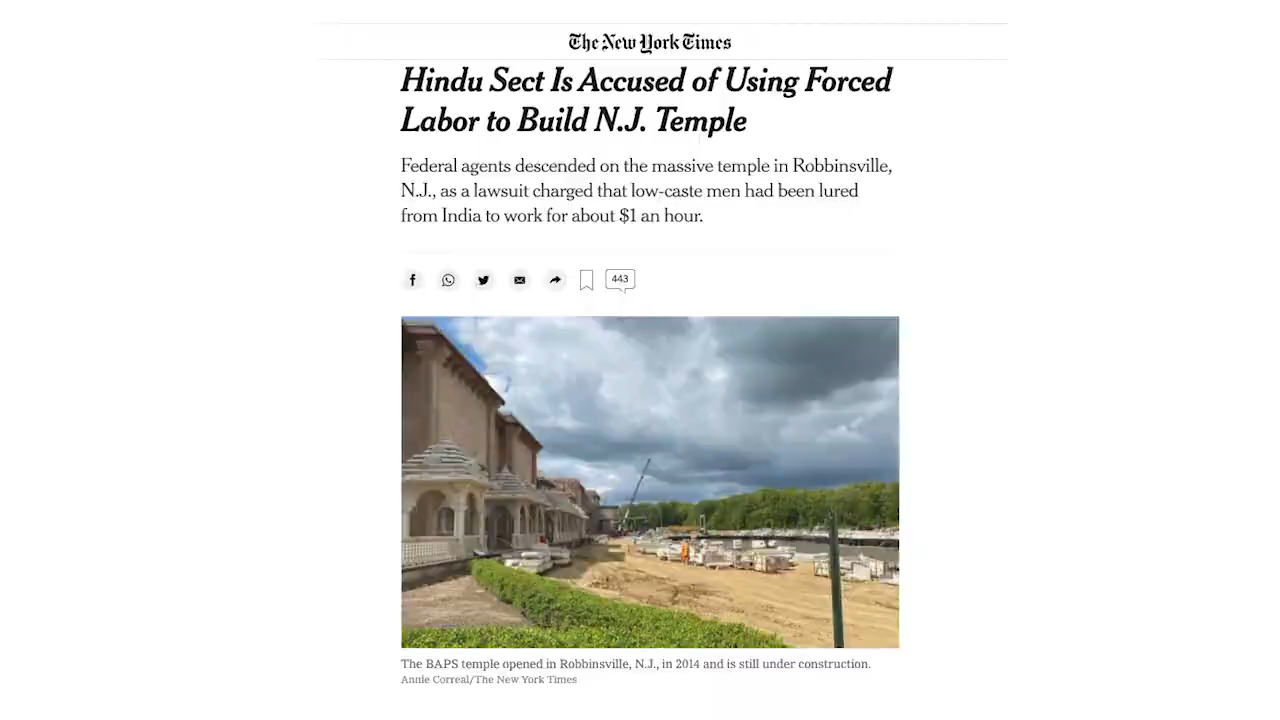 The New York Times
Hindu Sect Is Accused of Using Forced
Labor to Build N.J. Temple
Federal agents descended on the massive temple in Robbinsville,
N.J., as a lawsuit charged that low-caste men had been lured
from India to work for about $1 an hour.
443
The BAPS temple opened in Robbinsville, N.J., in 2014 and is still under construction.
Annie Correal/The New York Times